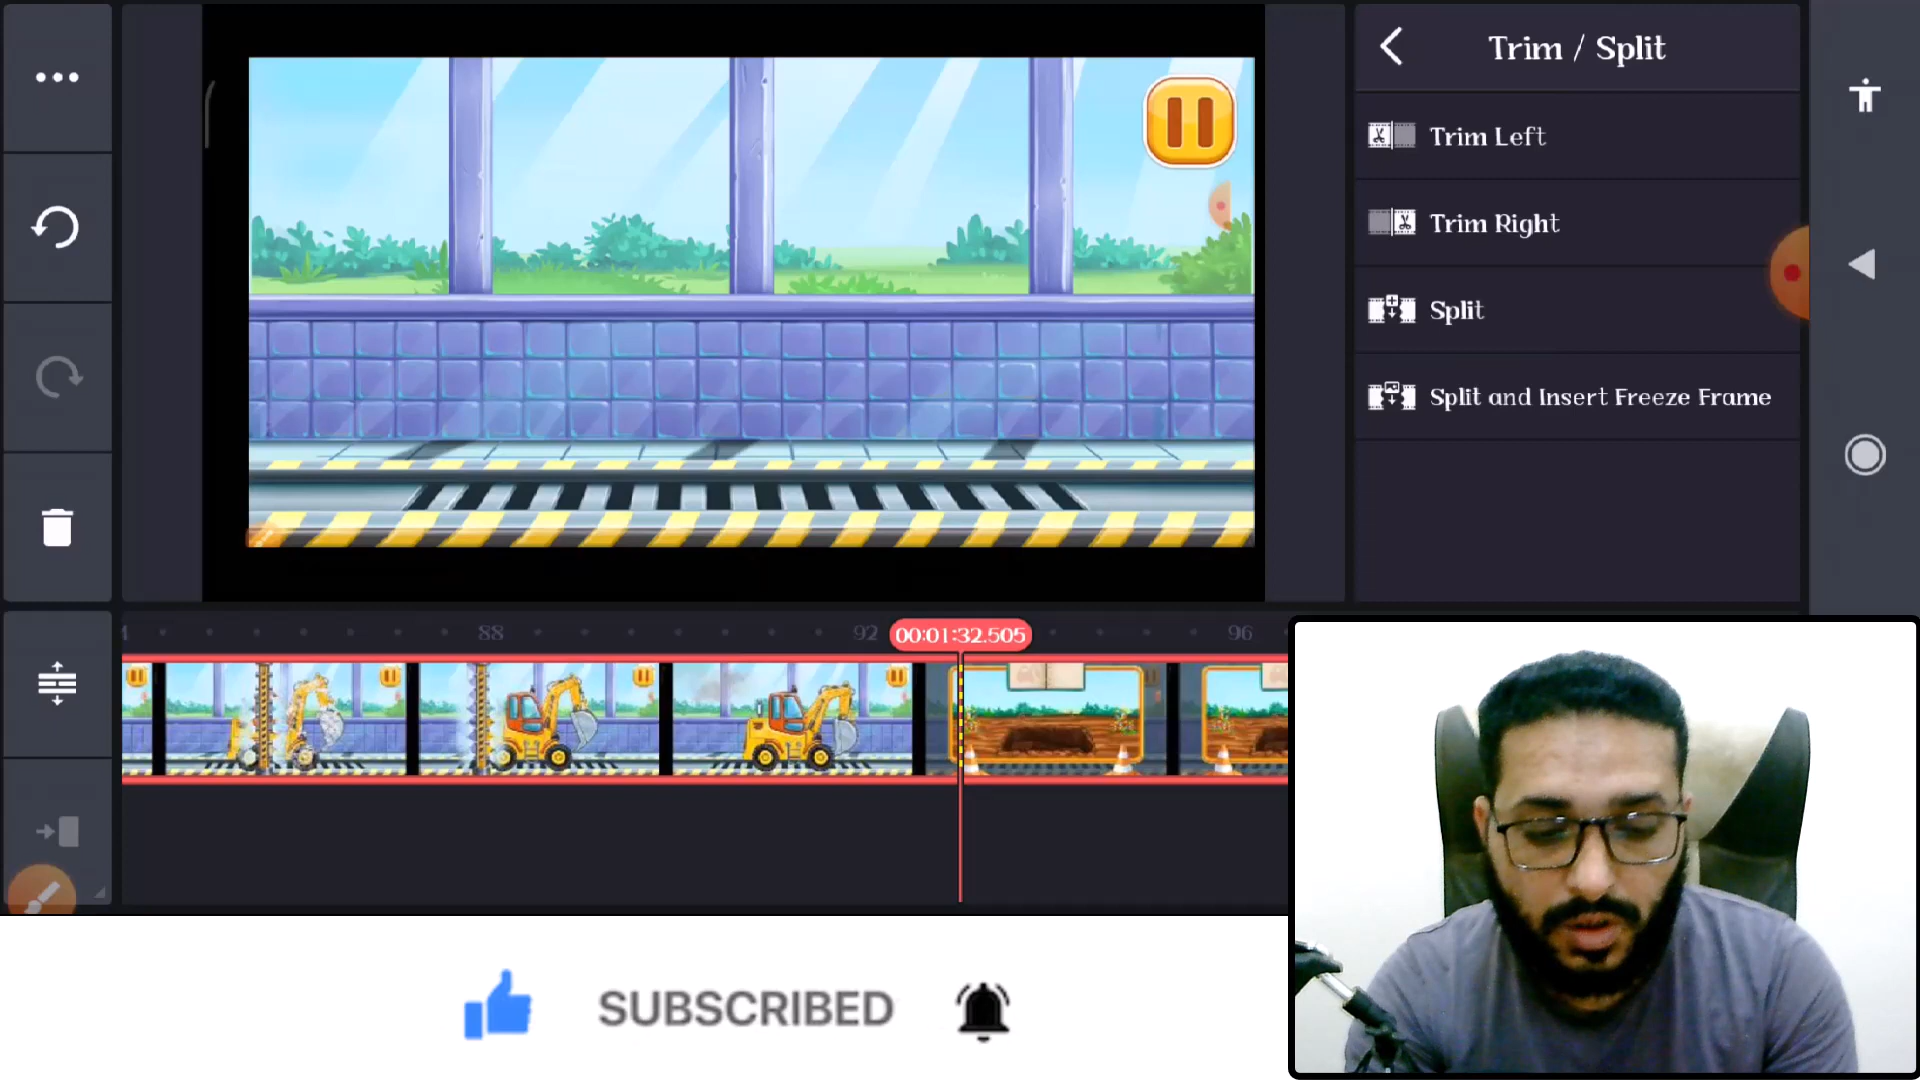 Trim / Split
Trim Left
Trim Right
Split
Split and Insert Freeze Frame
88
92
00:01:32.505
96
SUBSCRIBED